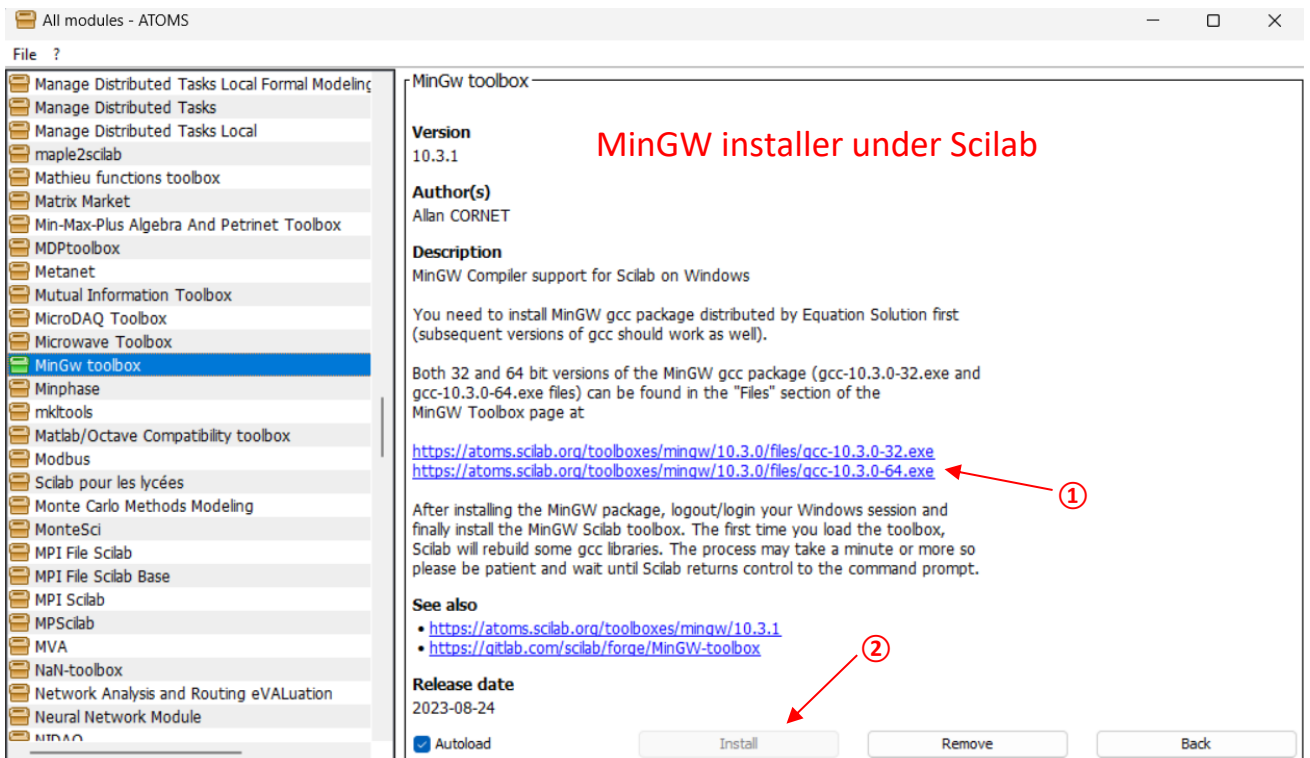 All modules - ATOMS
File ?
Manage Distributed Tasks Local Formal Modeling
Manage Distributed Tasks
Manage Distributed Tasks Local
maple2scilab
Mathieu functions toolbox
Matrix Market
Min-Max-Plus Algebra And Petrinet Toolbox
MDPtoolbox
Metanet
Mutual Information Toolbox
MicroDAQ Toolbox
Microwave Toolbox
MinGw toolbox
Minphase
mkltools
Matlab/Octave Compatibility toolbox
Modbus
Scilab pour les lycées
Monte Carlo Methods Modeling
MonteSci
MPI File Scilab
MPI File Scilab Base
MPI Scilab
MPScilab
MVA
NaN-toolbox
Network Analysis and Routing eVALuation
Neural Network Module
NIDAQ
MinGw toolbox
MinGW installer under Scilab
Version
10.3.1
Author(s)
Allan CORNET
Description
MinGW Compiler support for Scilab on Windows
You need to install MinGW gcc package distributed by Equation Solution first
(subsequent versions of gcc should work as well).
Both 32 and 64 bit versions of the MinGW gcc package (gcc-10.3.0-32.exe and
gcc-10.3.0-64.exe files) can be found in the "Files" section of the
MinGW Toolbox page at
https://atoms.scilab.org/toolboxes/mingw/10.3.0/files/gcc-10.3.0-32.exe
https://atoms.scilab.org/toolboxes/mingw/10.3.0/files/gcc-10.3.0-64.exe
①
After installing the MinGW package, logout/login your Windows session and
finally install the MinGW Scilab toolbox. The first time you load the toolbox,
Scilab will rebuild some gcc libraries. The process may take a minute or more so
please be patient and wait until Scilab returns control to the command prompt.
See also
• https://atoms.scilab.org/toolboxes/mingw/10.3.1
• https://gitlab.com/scilab/forge/MinGW-toolbox
②
Release date
2023-08-24
Autoload Install Remove Back